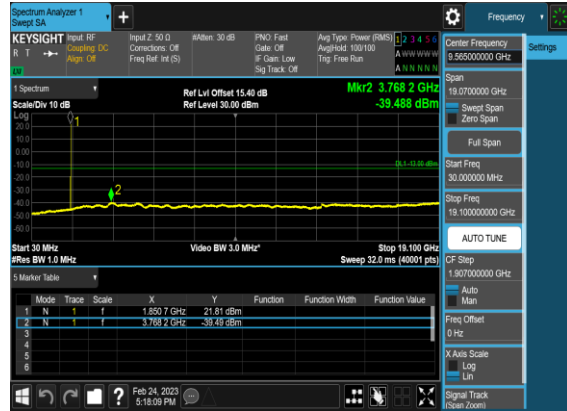 Spectrum Analyzer 1
Swept SA
+
Frequency
KEYSIGHT
R T
LV
Input: RF
Coupling: DC
Align: Off
Input Z: 50 Ω
Corrections: Off
Freq Ref: Int (S)
#Atten: 30 dB
PNO: Fast
Gate: Off
IF Gain: Low
Sig Track: Off
Avg Type: Power (RMS)
Avg|Hold: 100/100
Trig: Free Run
1 2 3 4 5 6
A W W W W W
A N N N N N
1 Spectrum
Scale/Div 10 dB
Ref Lvl Offset 15.40 dB
Ref Level 30.00 dBm
Mkr2 3.768 2 GHz
-39.488 dBm
Log
20.0
10.0
0.00
-10.0
-20.0
-30.0
-40.0
-50.0
-60.0
1
2
DL1 -13.00 dBm
Start 30 MHz
#Res BW 1.0 MHz
Video BW 3.0 MHz*
Stop 19.100 GHz
Sweep 32.0 ms (40001 pts)
5 Marker Table
Mode Trace Scale X Y Function Function Width Function Value
1 N 1 f 1.850 7 GHz 21.81 dBm
2 N 1 f 3.768 2 GHz -39.49 dBm
3
4
5
6
Feb 24, 2023
5:18:09 PM
?
Center Frequency
9.565000000 GHz
Settings
Span
19.0700000 GHz
Swept Span
Zero Span
Full Span
Start Freq
30.000000 MHz
Stop Freq
19.100000000 GHz
AUTO TUNE
CF Step
1.907000000 GHz
Auto
Man
Freq Offset
0 Hz
X Axis Scale
Log
Lin
Signal Track
(Span Zoom)